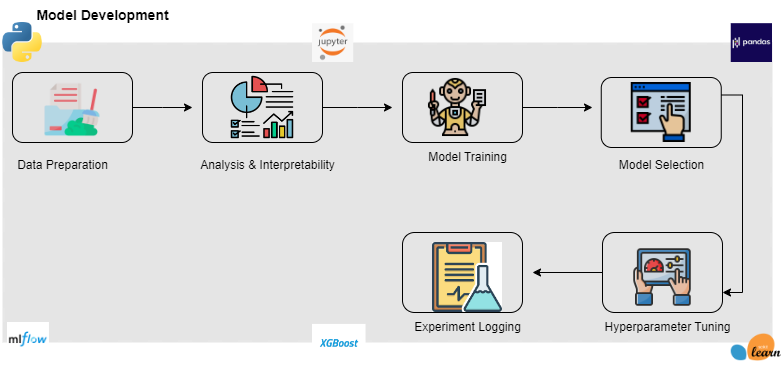 Model Development
jupyter
pandas
Data Preparation
Analysis & Interpretability
Model Training
Model Selection
Experiment Logging
Hyperparameter Tuning
mlflow
XGBoost
learn